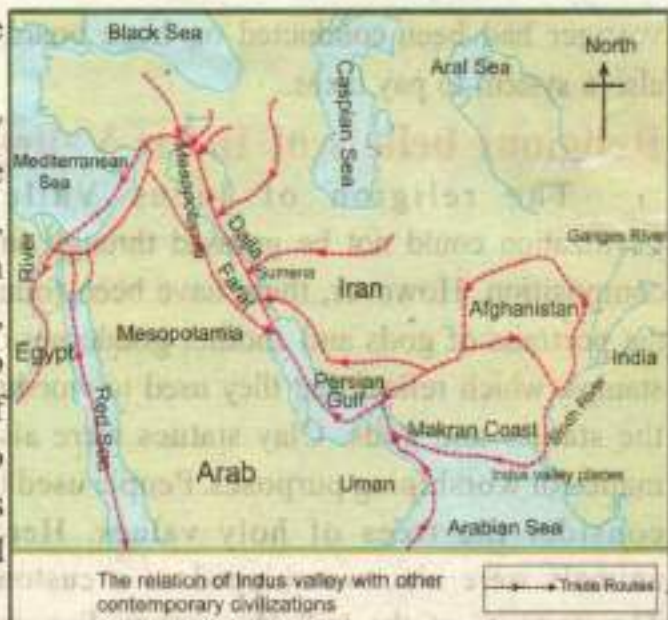 Black Sea
Caspian Sea
Aral Sea
North
Mediterranean
Sea
Mesopotamia
Dajla
Farat
Sumeria
Iran
Ganges River
Afghanistan
India
River
Egypt
Mesopotamia
Persian
Gulf
Makran Coast
Sindh River
Red Sea
Arab
Uman
Indus valley places
Arabian Sea
The relation of Indus valley with other
contemporary civilizations
Trade Routes